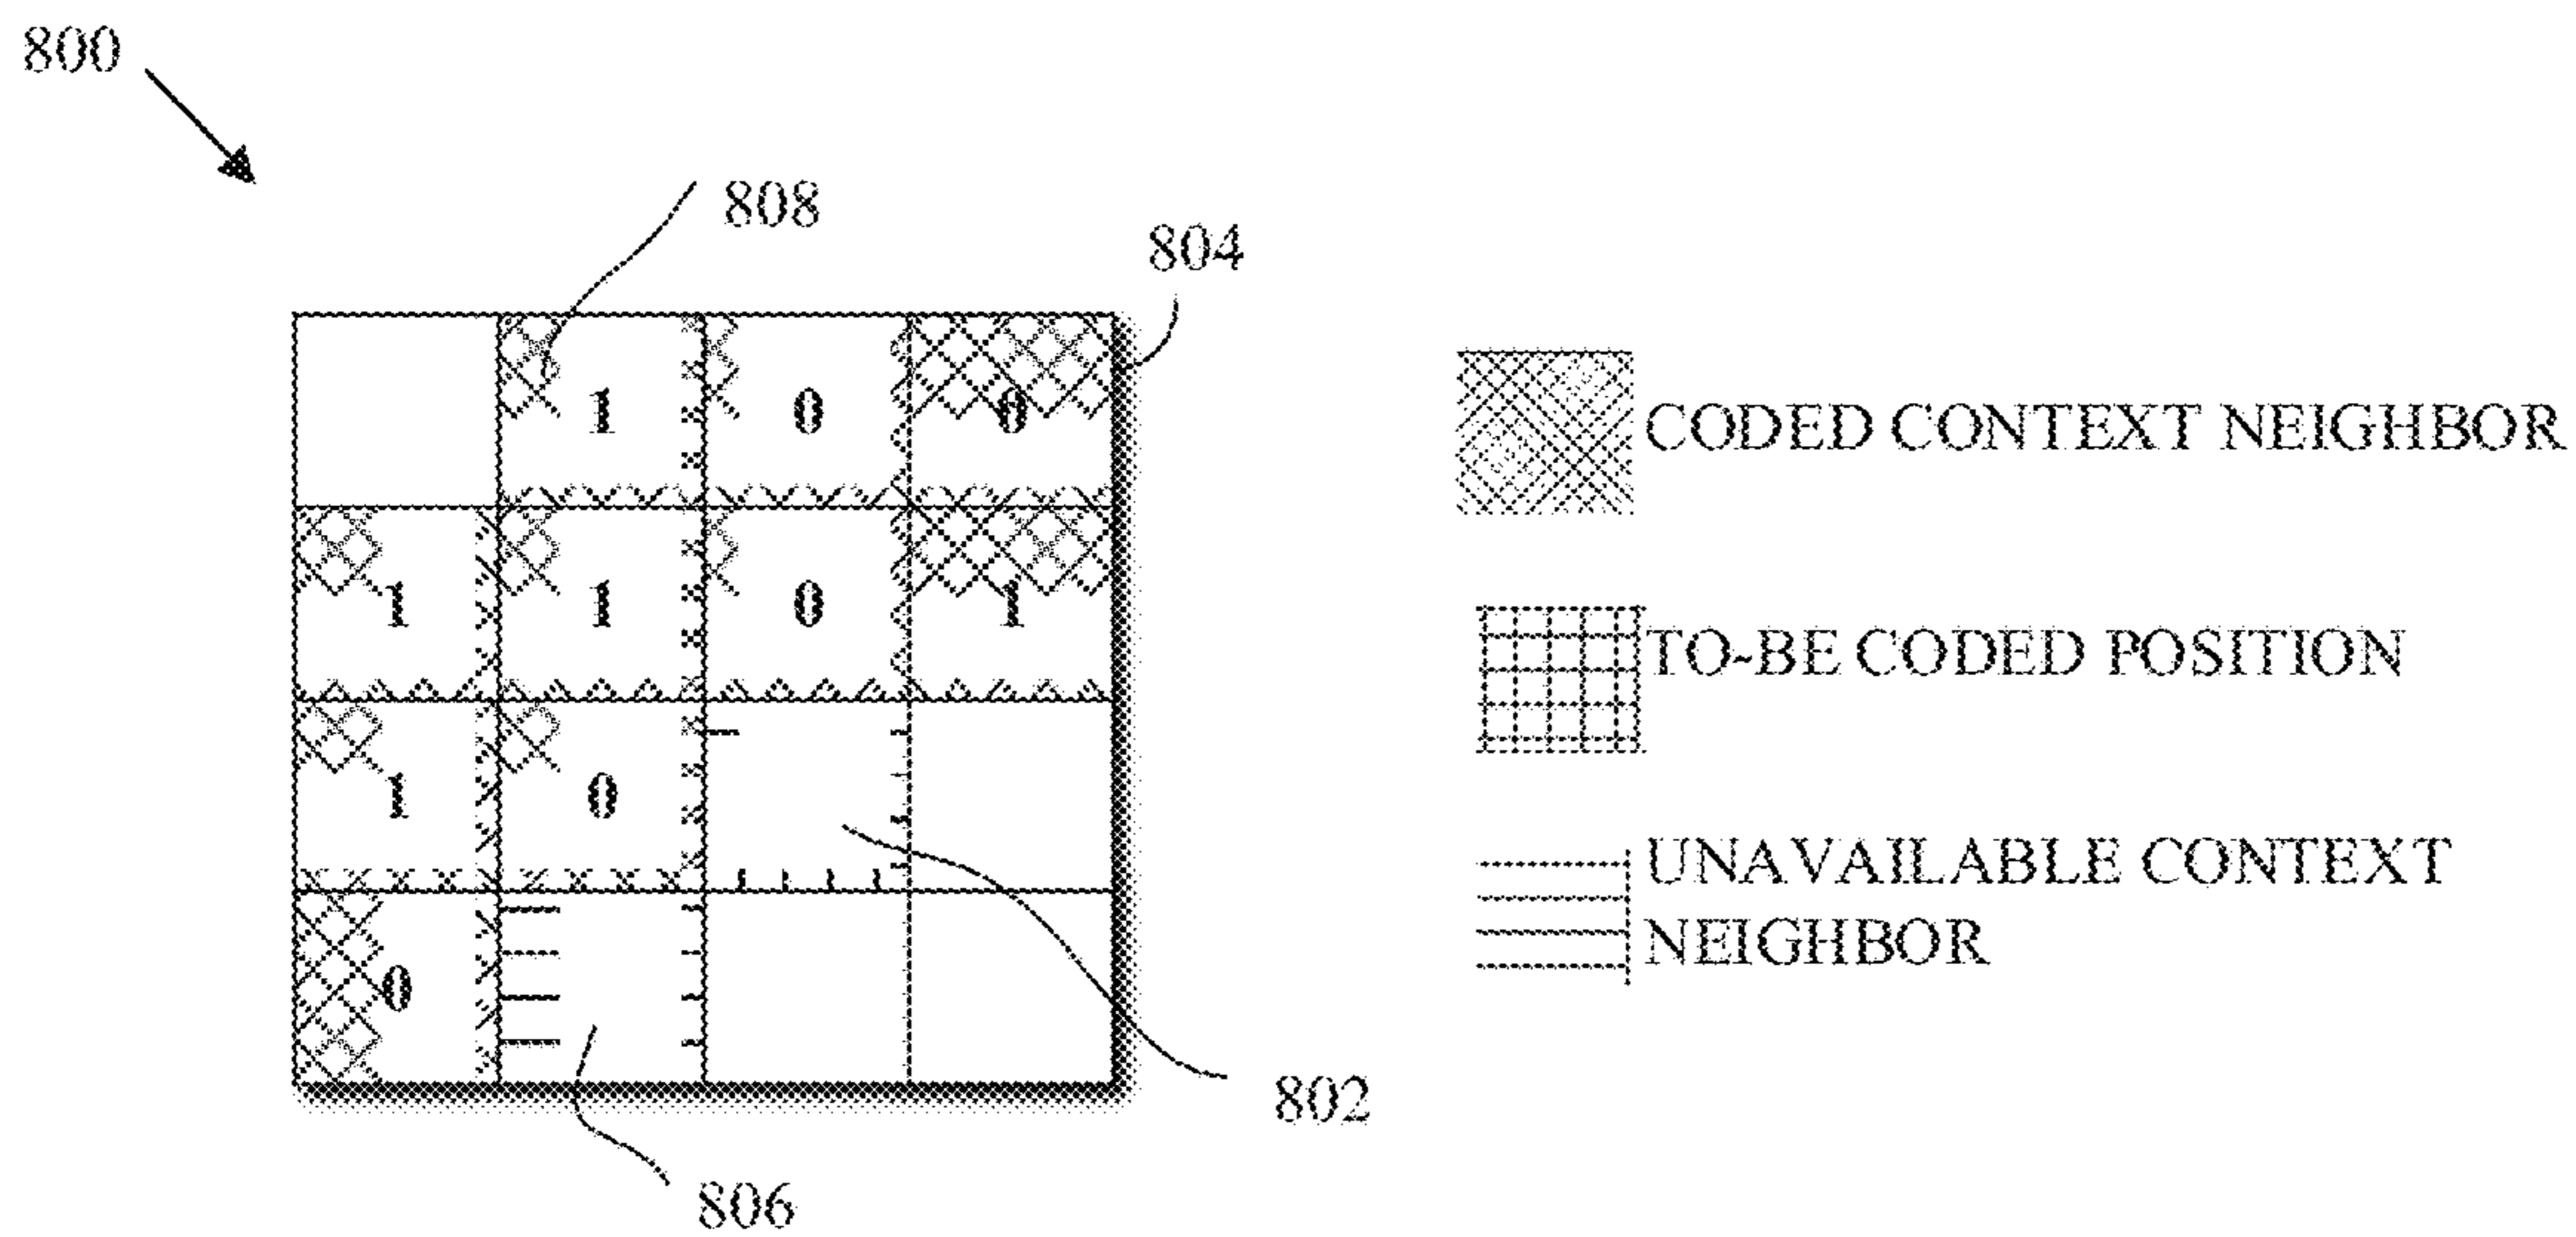 800
808
804
1 0 0
1 1 0 1
1 0
0
802
806
CODED CONTEXT NEIGHBOR
TO-BE CODED POSITION
UNAVAILABLE CONTEXT
NEIGHBOR